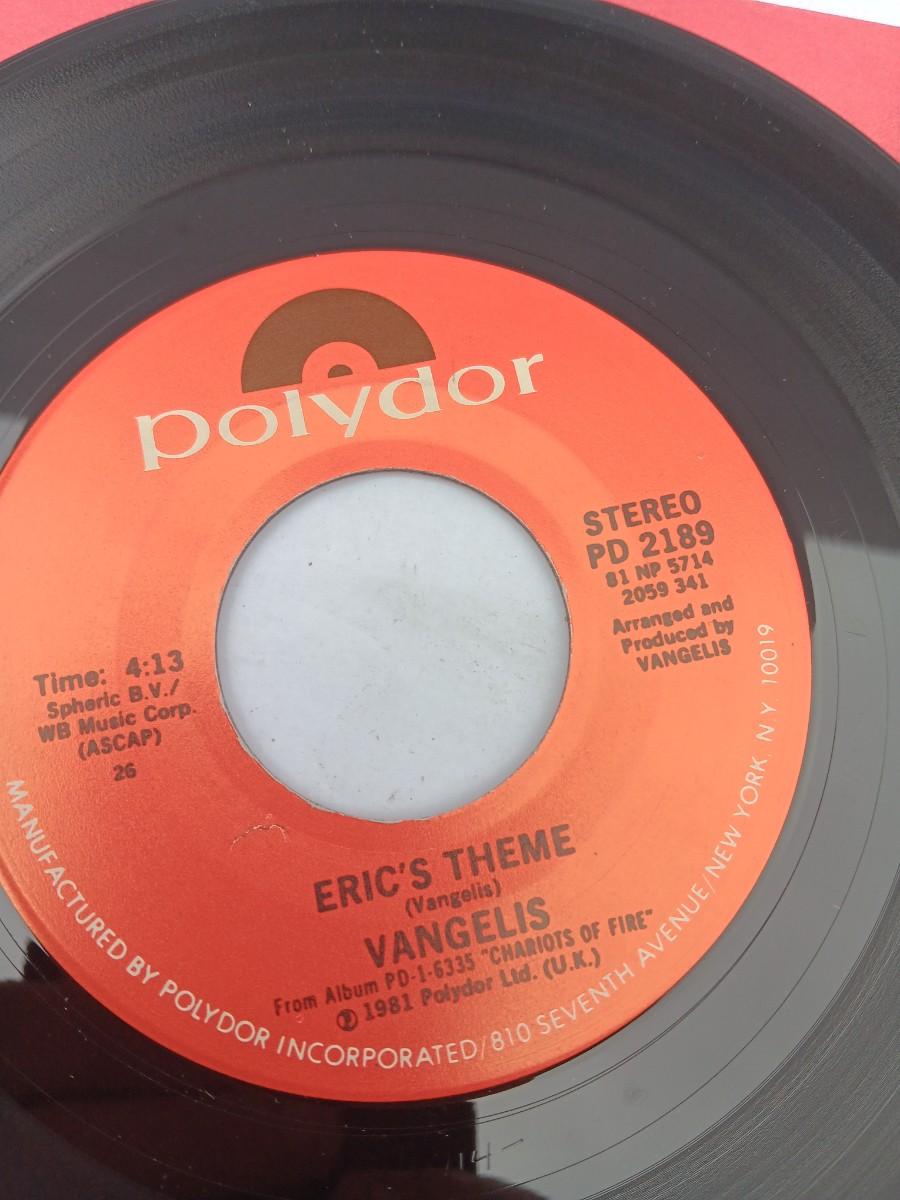 polydor
STEREO
PD 2189
81 NP 5714
2059 341
Arranged and
Produced by
VANGELIS
Time: 4:13
Spheric B.V./
WB Music Corp.
(ASCAP)
26
ERIC'S THEME
(Vangelis)
VANGELIS
From Album PD-1-6335 "CHARIOTS OF FIRE"
℗ 1981 Polydor Ltd. (U.K.)
MANUFACTURED BY POLYDOR INCORPORATED/810 SEVENTH AVENUE/NEW YORK. N.Y 10019